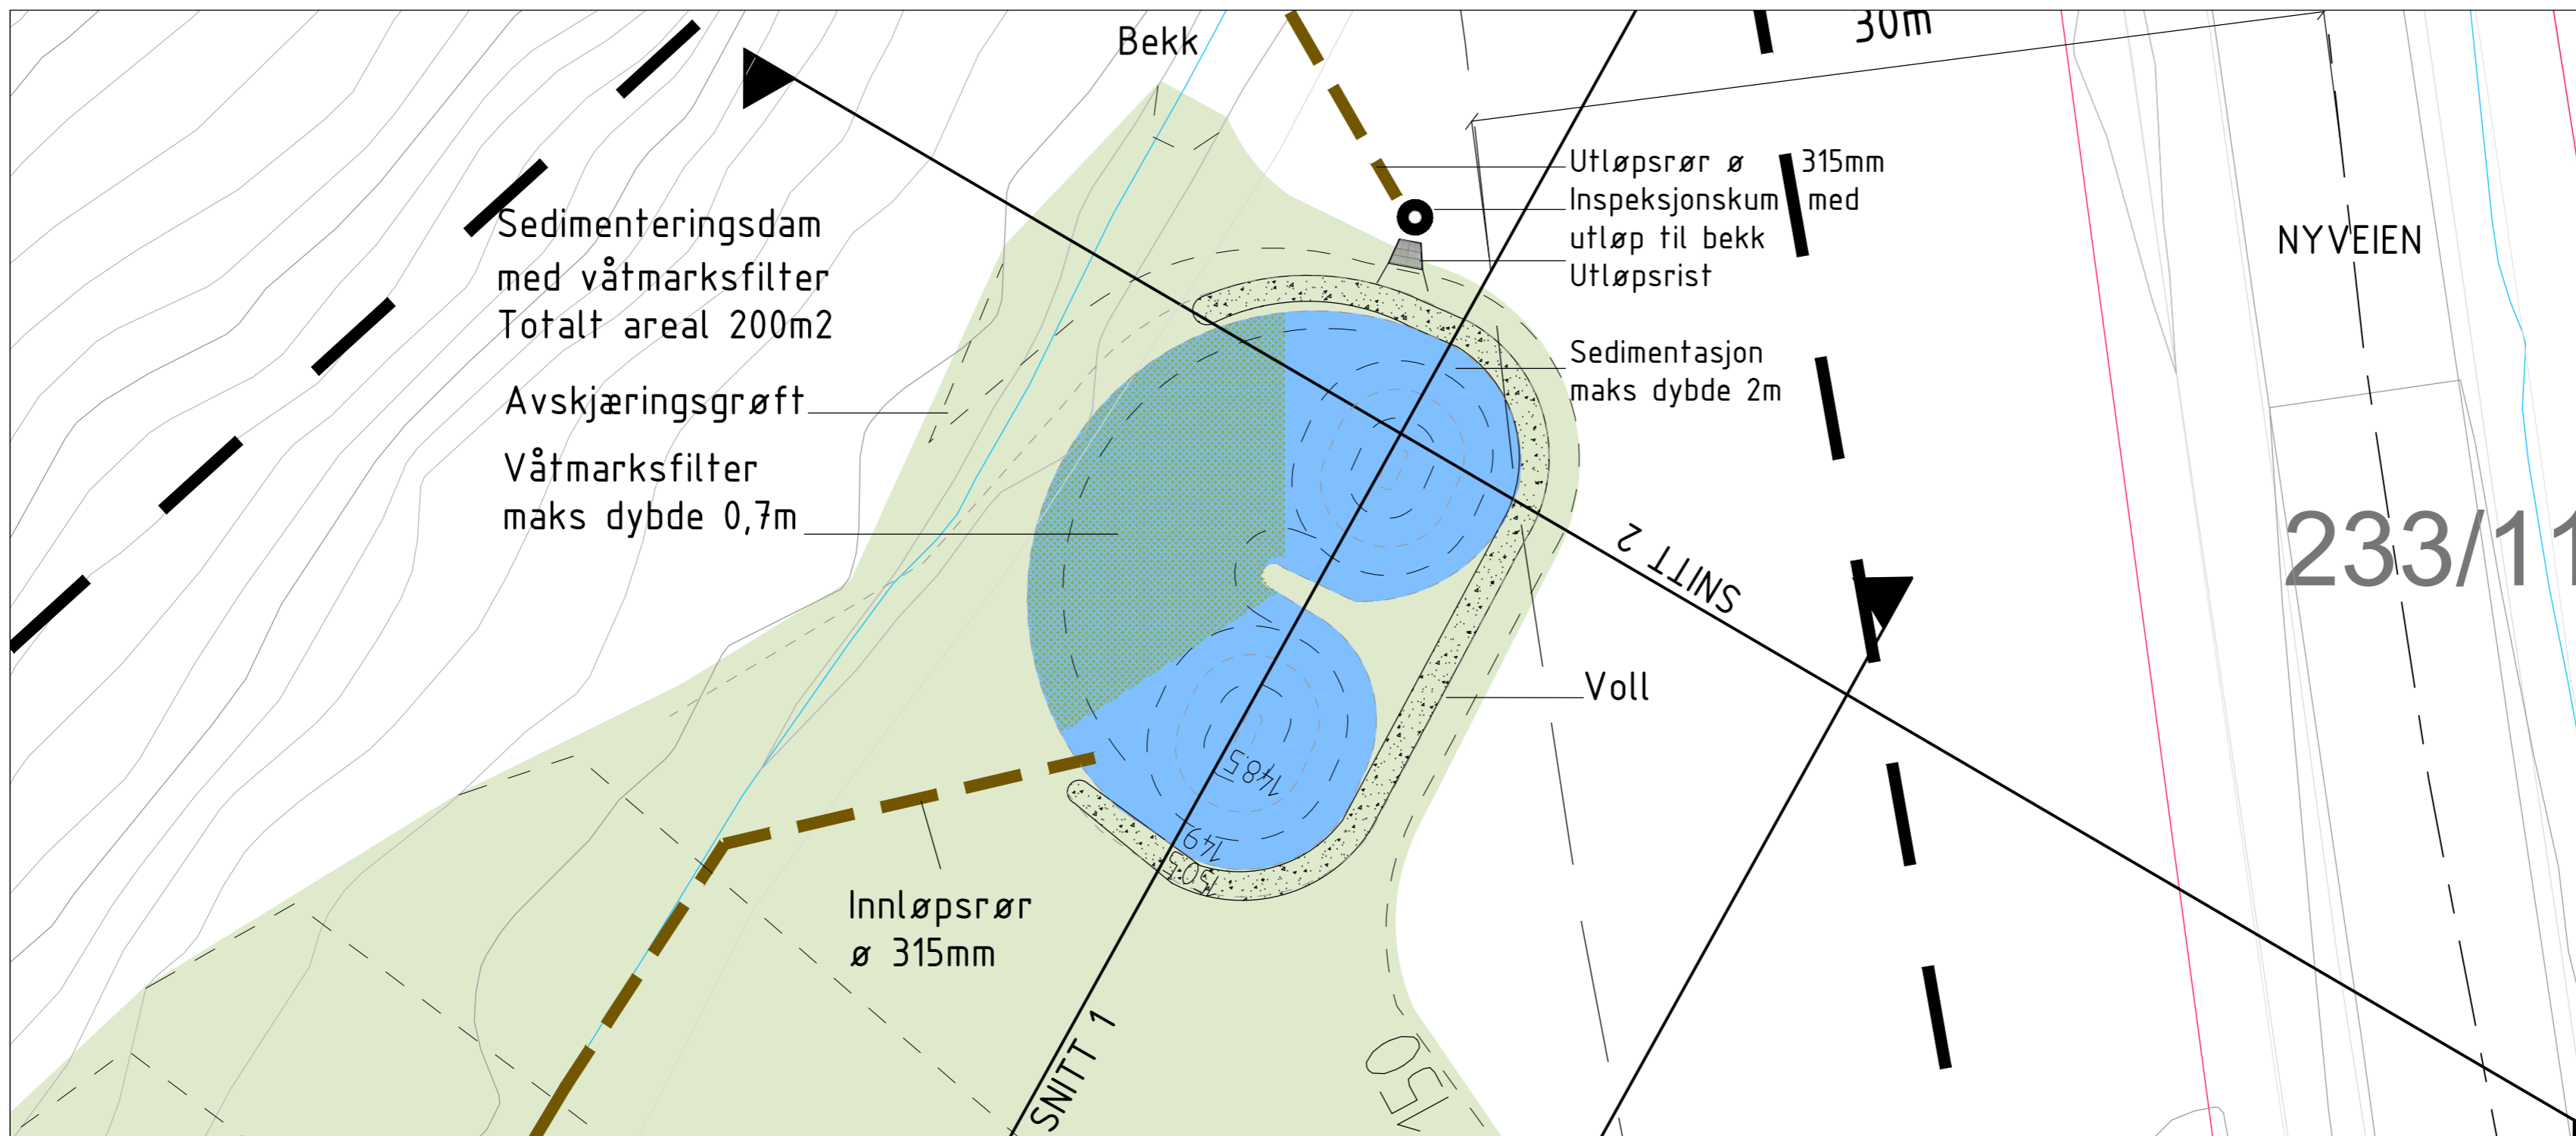 Bekk
30m
Utløpsrør ø 315mm
Inspeksjonskum med
utløp til bekk
Utløpsrist
Sedimenteringsdam
med våtmarksfilter
Totalt areal 200m2
NYVEIEN
Sedimentasjon
maks dybde 2m
Avskjæringsgrøft
Våtmarksfilter
maks dybde 0,7m
SNITT 2
233/11
Voll
148.5
149
Innløpsrør
ø 315mm
SNITT 1
150